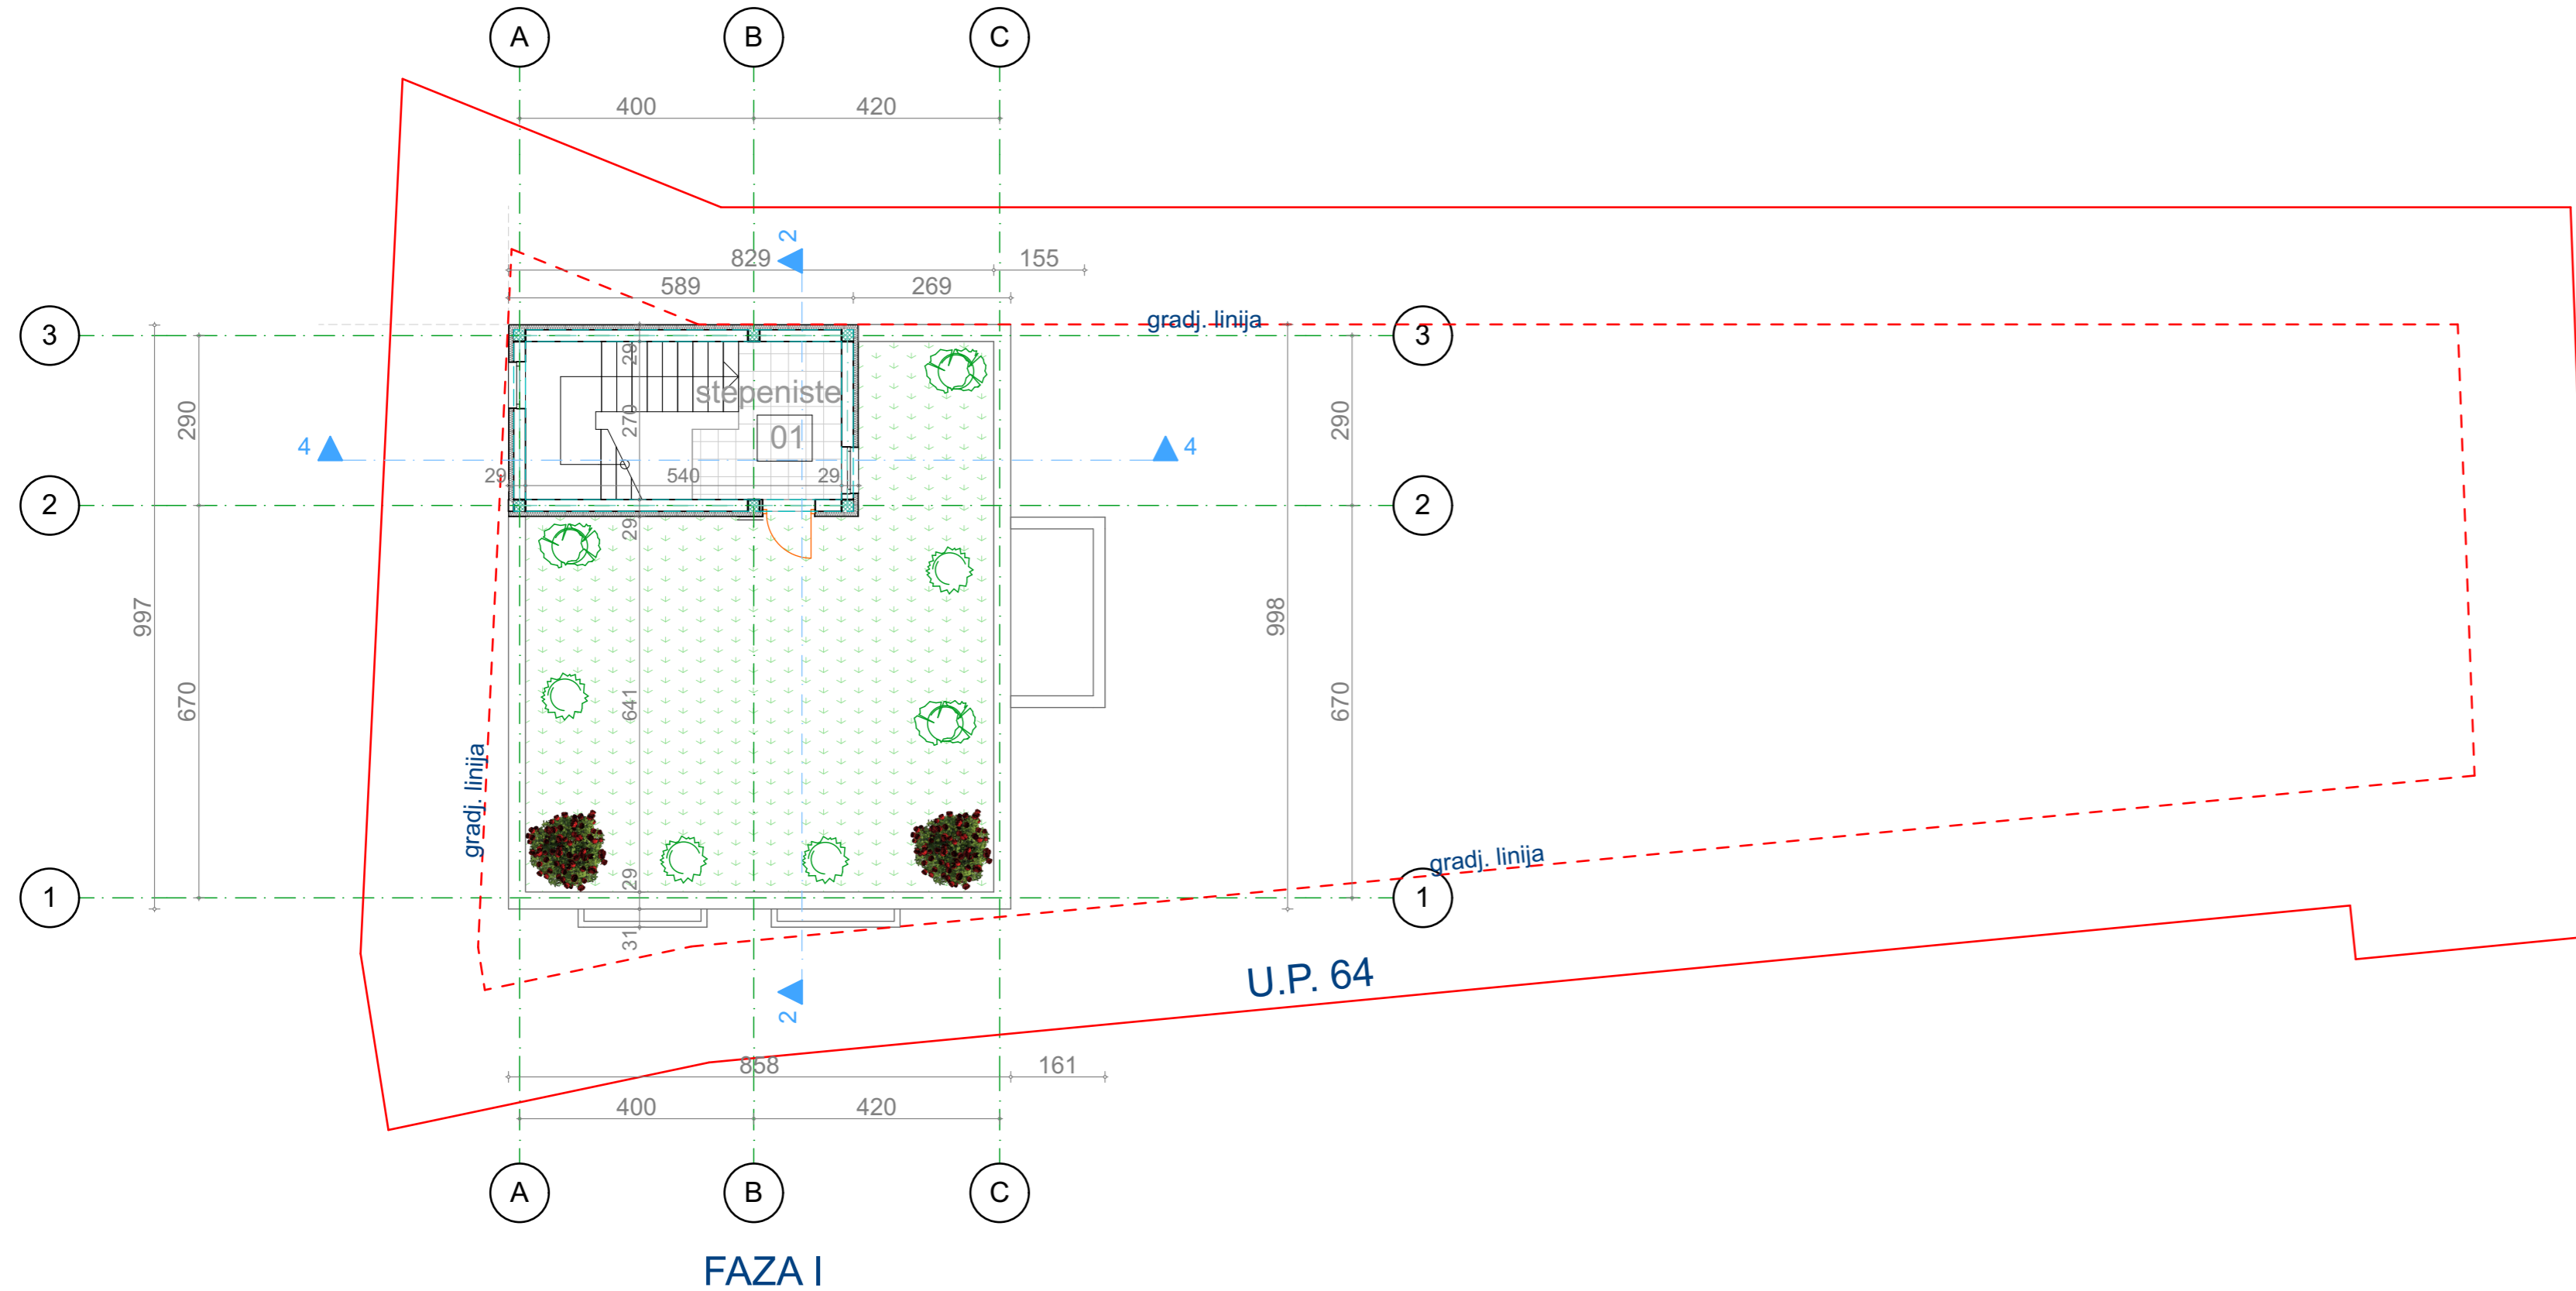 A B C
400 420
2
829 155
589 269
gradj. linija
3 3
29
stepeniste
290 270 290
01
4 4
29 540 29
2 2
29
997 998
670 641 670
gradj. linija
gradj. linija
29
1 1
31
U.P. 64
2
858 161
400 420
A B C
FAZA I